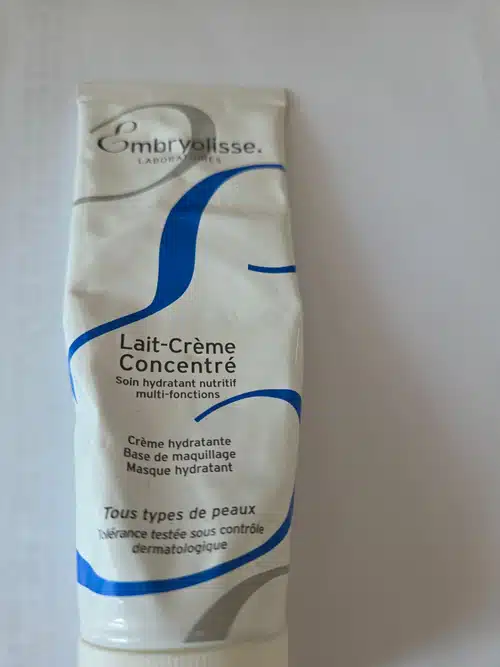 Embryolisse.
LABORATOIRES
Lait-Crème
Concentré
Soin hydratant nutritif
multi-fonctions
Crème hydratante
Base de maquillage
Masque hydratant
Tous types de peaux
Tolérance testée sous contrôle
dermatologique